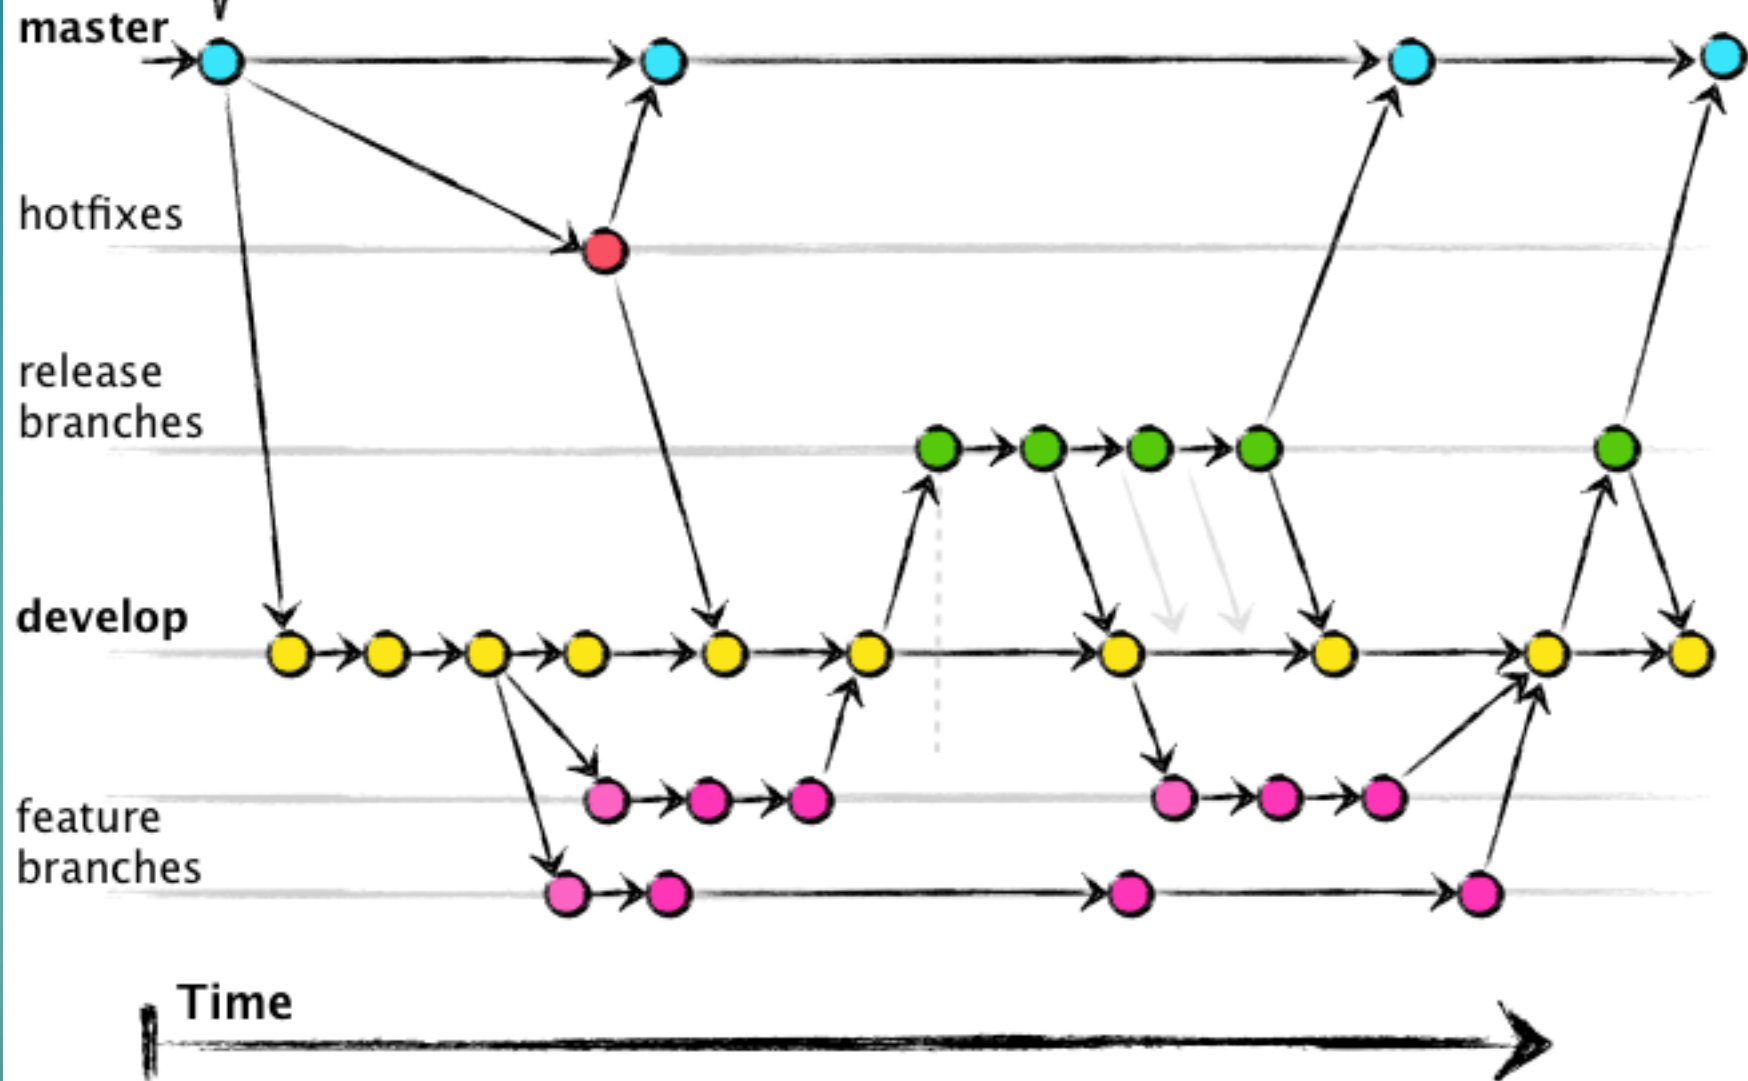 master
hotfixes
release
branches
develop
feature
branches
Time